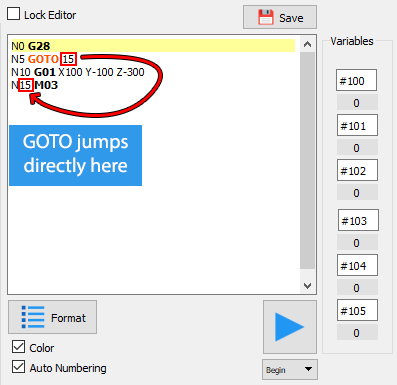 Lock Editor
Save
N0 G28
N5 GOTO 15
N10 G01 X100 Y-100 Z-300
N15 M03
GOTO jumps
directly here
Format
Color
Auto Numbering
Begin
Variables
#100
0
#101
0
#102
0
#103
0
#104
0
#105
0